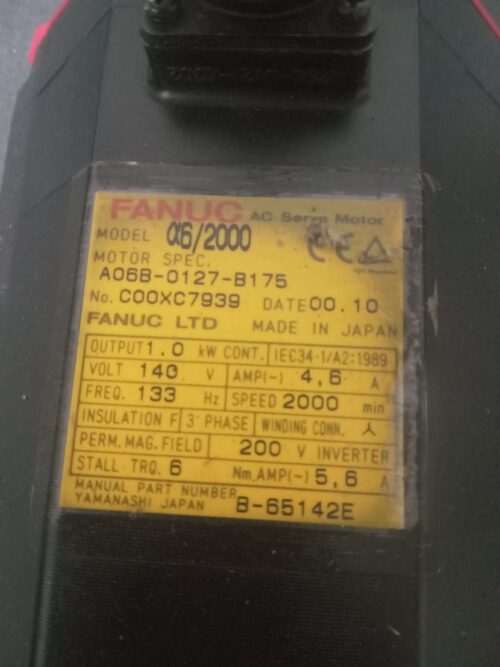 FANUC AC Servo Motor
MODEL α6/2000
MOTOR SPEC.
A06B-0127-B175
No. C00XC7939 DATE 00.10
FANUC LTD MADE IN JAPAN
OUTPUT 1.0 kW CONT. IEC34-1/A2:1989
VOLT 140 V AMP(~) 4,6 A
FREQ. 133 Hz SPEED 2000 min
INSULATION F 3~PHASE WINDING CONN.
PERM. MAG. FIELD 200 V INVERTER
STALL TRQ. 6 Nm, AMP(~) 5,6 A
MANUAL PART NUMBER
YAMANASHI JAPAN B-65142E